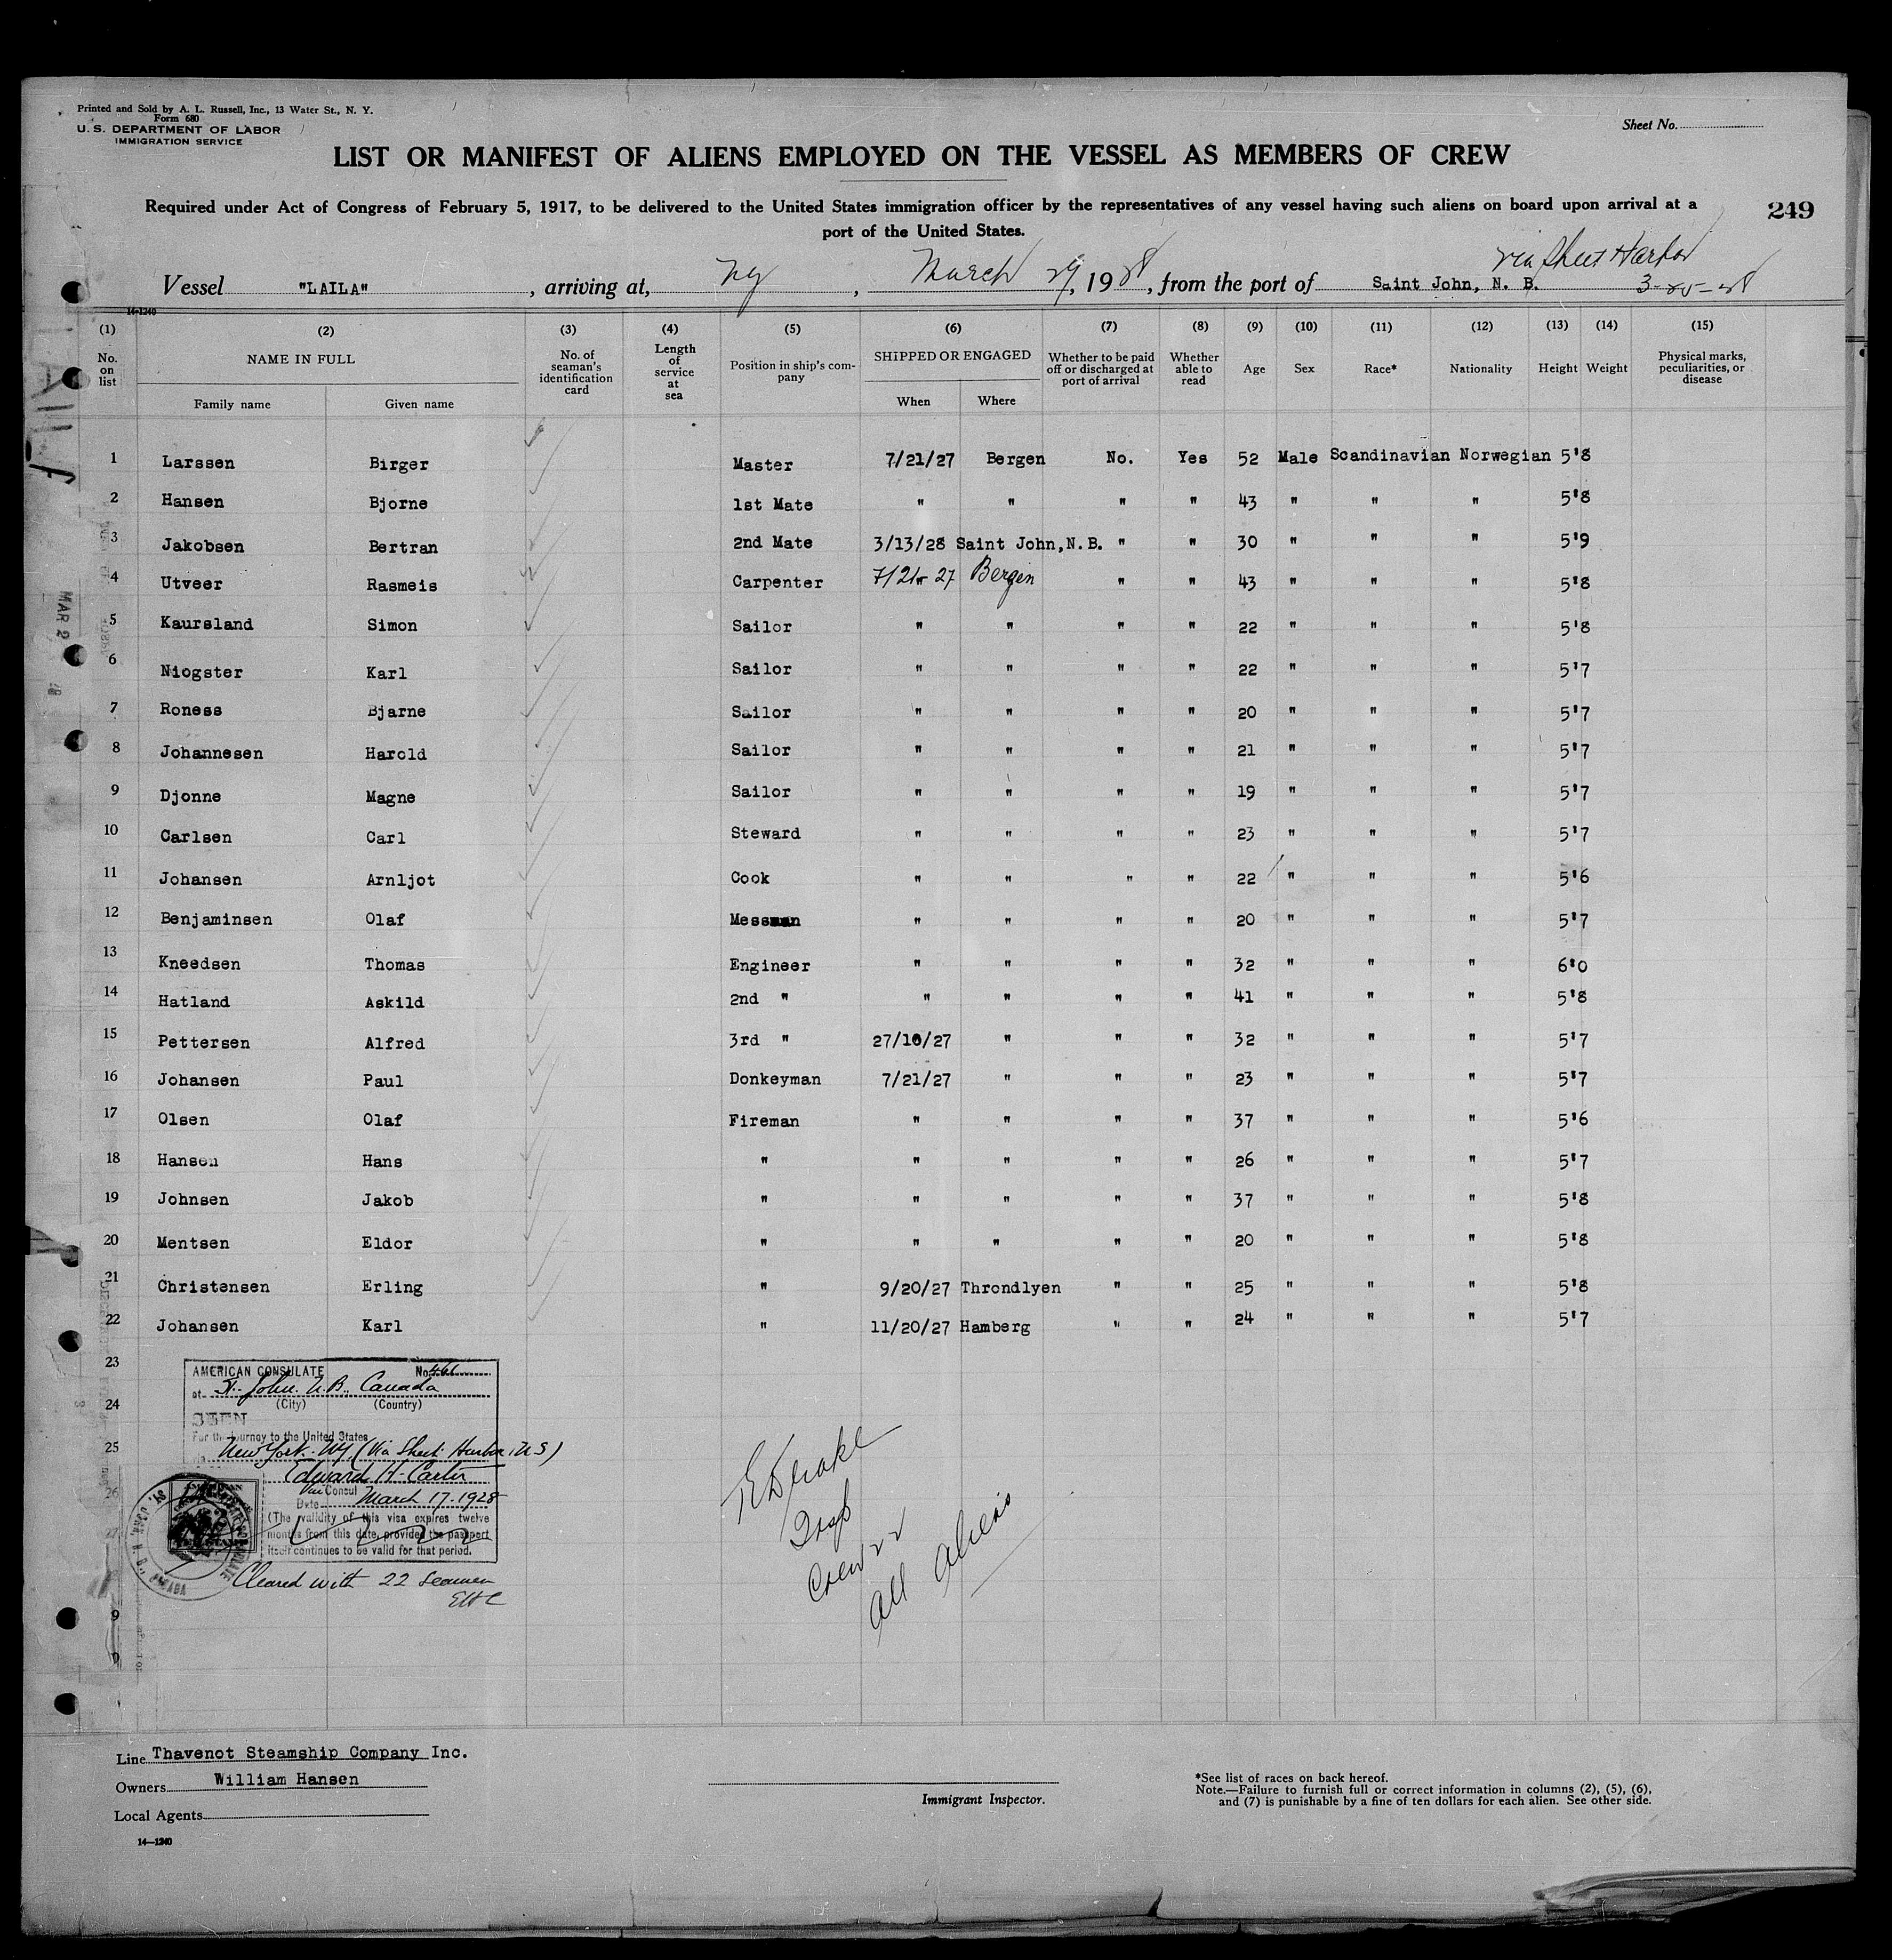 Printed and Sold by A. L. Russell, Inc., 13 Water St., N. Y.
Form 680
U. S. DEPARTMENT OF LABOR
IMMIGRATION SERVICE
Sheet No.
LIST OR MANIFEST OF ALIENS EMPLOYED ON THE VESSEL AS MEMBERS OF CREW
Required under Act of Congress of February 5, 1917, to be delivered to the United States immigration officer by the representatives of any vessel having such aliens on board upon arrival at a
port of the United States.
249
via Sheet Harbor
Vessel "LAILA", arriving at, NY, March 29, 1928, from the port of Saint John, N. B. 3-25-28
14-1240
(1) (2) (3) (4) (5) (6) (7) (8) (9) (10) (11) (12) (13) (14) (15)
No. on list NAME IN FULL No. of seaman's identification card Length of service at sea Position in ship's company SHIPPED OR ENGAGED Whether to be paid off or discharged at port of arrival Whether able to read Age Sex Race* Nationality Height Weight Physical marks, peculiarities, or disease
Family name Given name When Where
1 Larssen Birger Master 7/21/27 Bergen No. Yes 52 Male Scandinavian Norwegian 5'8
2 Hansen Bjorne 1st Mate " " " " 43 " " " 5'8
3 Jakobsen Bertran 2nd Mate 3/13/28 Saint John, N.B. " " 30 " " " 5'9
4 Utveer Rasmeis Carpenter 7/21-27 Bergen " " 43 " " " 5'8
5 Kaursland Simon Sailor " " " " 22 " " " 5'8
6 Niogster Karl Sailor " " " " 22 " " " 5'7
7 Roness Bjarne Sailor " " " " 20 " " " 5'7
8 Johannesen Harold Sailor " " " " 21 " " " 5'7
9 Djonne Magne Sailor " " " " 19 " " " 5'7
10 Carlsen Carl Steward " " " " 23 " " " 5'7
11 Johansen Arnljot Cook " " " " 22 " " " 5'6
12 Benjaminsen Olaf Messman " " " " 20 " " " 5'7
13 Kneedsen Thomas Engineer " " " " 32 " " " 6'0
14 Hatland Askild 2nd " " " " " 41 " " " 5'8
15 Pettersen Alfred 3rd " 27/10/27 " " " 32 " " " 5'7
16 Johansen Paul Donkeyman 7/21/27 " " " 23 " " " 5'7
17 Olsen Olaf Fireman " " " " 37 " " " 5'6
18 Hansen Hans " " " " " 26 " " " 5'7
19 Johnsen Jakob " " " " " 37 " " " 5'8
20 Mentsen Eldor " " " " " 20 " " " 5'8
21 Christensen Erling " 9/20/27 Throndlyen " " 25 " " " 5'8
22 Johansen Karl " 11/20/27 Hamberg " " 24 " " " 5'7
23
24
25
26
27
9
0
AMERICAN CONSULATE No. 461
at St. John N.B. Canada
(City) (Country)
SEEN
For the journey to the United States
New York, NY, (Via Sheet Harbor, NS)
Edward H. Carter
Vice Consul
Date March 17-1928
(The validity of this visa expires twelve
months from this date, provided the passport
itself continues to be valid for that period.
Cleared with 22 Seamen
EHC
Insp
Crew 22
All Aliens
MAR 2
Line Thavenot Steamship Company Inc.
Owners William Hansen
Local Agents
14—1240
Immigrant Inspector.
*See list of races on back hereof.
Note.—Failure to furnish full or correct information in columns (2), (5), (6),
and (7) is punishable by a fine of ten dollars for each alien. See other side.